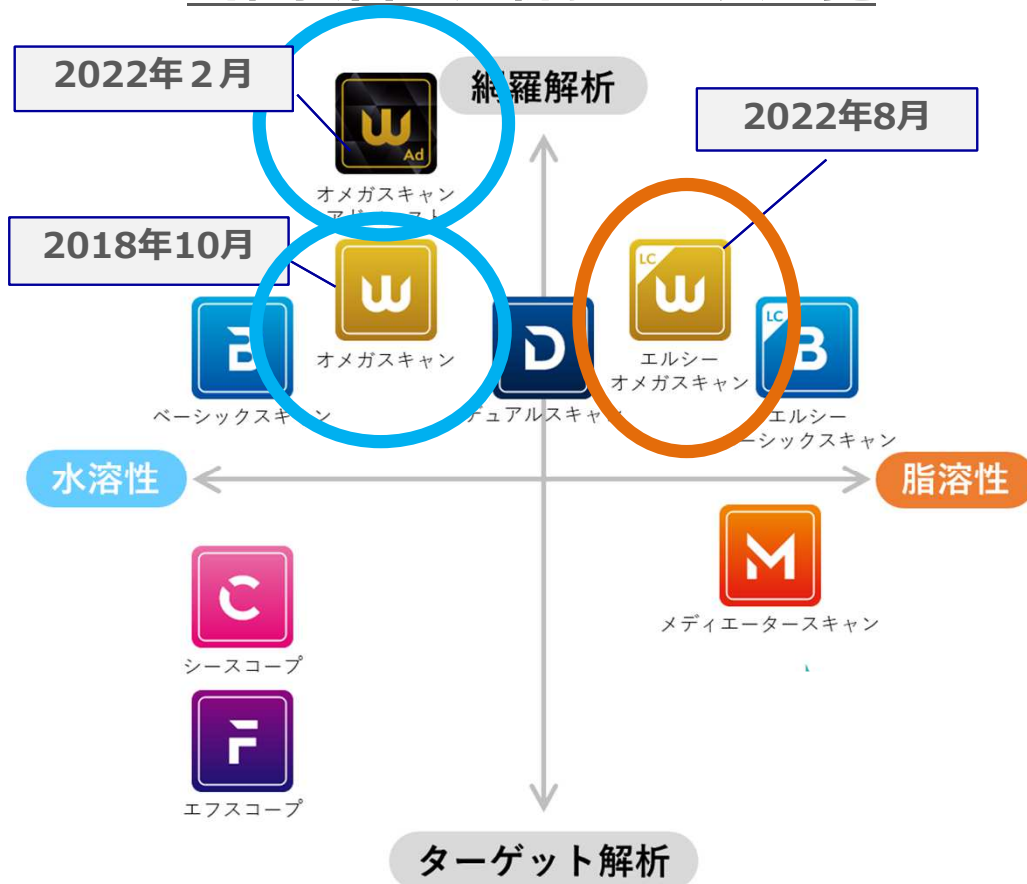 2022年２月
網羅解析
2022年8月
W
Ad
オメガスキャン
2018年10月
W
オメガスキャン
LC
W
エルシー
オメガスキャン
B
ベーシックスキャン
D
デュアルスキャン
LC
B
エルシー
ベーシックスキャン
水溶性
脂溶性
C
シースコープ
M
メディエータースキャン
F
エフスコープ
ターゲット解析